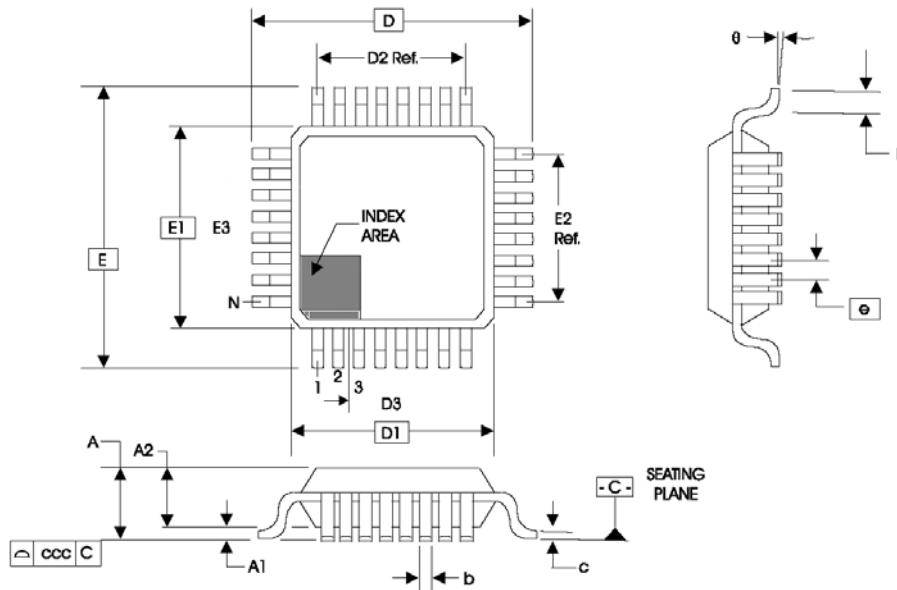 D
θ
D2 Ref.
E
E1
E3
INDEX
AREA
E2
Ref.
N
e
1
2
3
D3
D1
A
A2
- C -
SEATING
PLANE
ccc C
A1
b
c